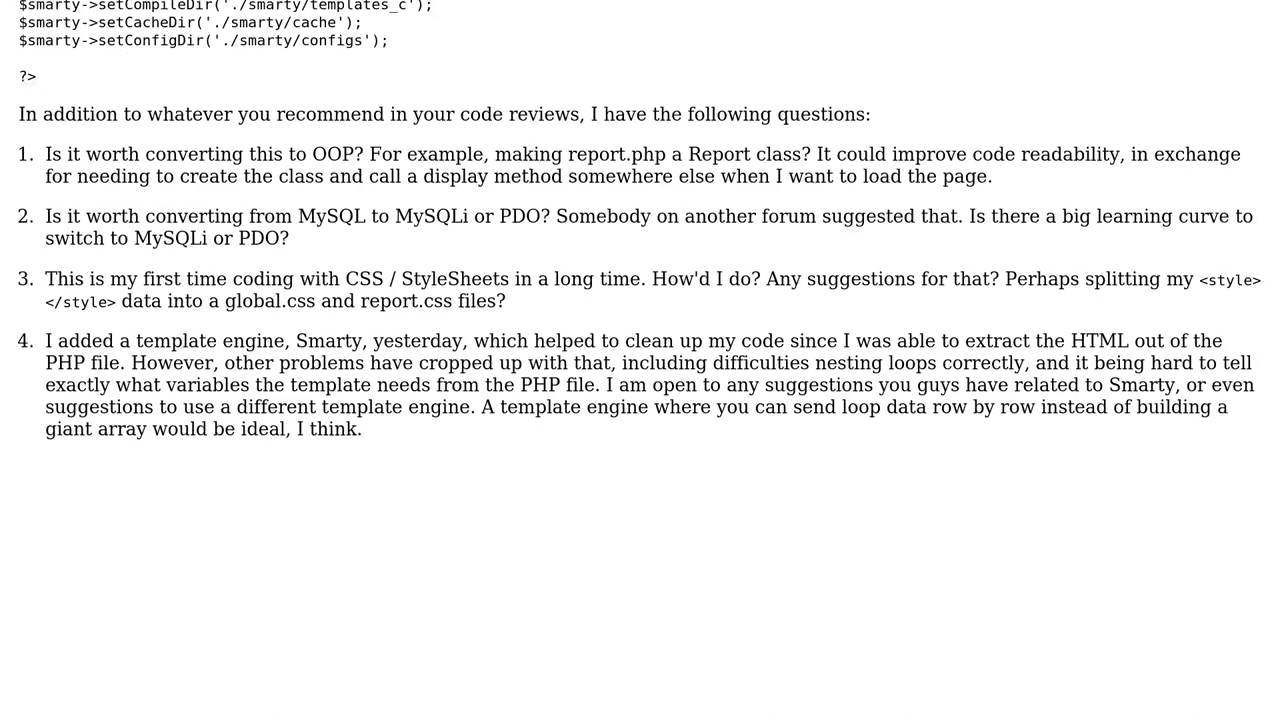 $smarty->setCompileDir('./smarty/templates_c');
$smarty->setCacheDir('./smarty/cache');
$smarty->setConfigDir('./smarty/configs');
?>
In addition to whatever you recommend in your code reviews, I have the following questions:
1. Is it worth converting this to OOP? For example, making report.php a Report class? It could improve code readability, in exchange
for needing to create the class and call a display method somewhere else when I want to load the page.
2. Is it worth converting from MySQL to MySQLi or PDO? Somebody on another forum suggested that. Is there a big learning curve to
switch to MySQLi or PDO?
3. This is my first time coding with CSS / StyleSheets in a long time. How'd I do? Any suggestions for that? Perhaps splitting my <style>
</style> data into a global.css and report.css files?
4. I added a template engine, Smarty, yesterday, which helped to clean up my code since I was able to extract the HTML out of the
PHP file. However, other problems have cropped up with that, including difficulties nesting loops correctly, and it being hard to tell
exactly what variables the template needs from the PHP file. I am open to any suggestions you guys have related to Smarty, or even
suggestions to use a different template engine. A template engine where you can send loop data row by row instead of building a
giant array would be ideal, I think.